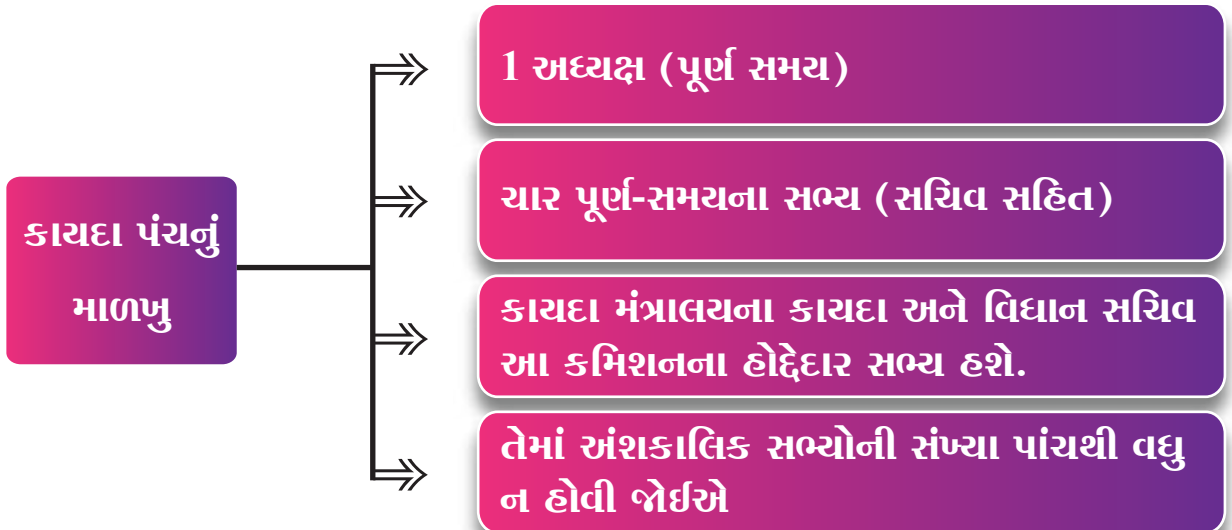 કાયદા પંચનું
માળખુ
1 અધ્યક્ષ (પૂર્ણ સમય)
ચાર પૂર્ણ-સમયના સભ્ય (સચિવ સહિત)
કાયદા મંત્રાલયના કાયદા અને વિધાન સચિવ
આ કમિશનના હોદ્દેદાર સભ્ય હશે.
તેમાં અંશકાલિક સભ્યોની સંખ્યા પાંચથી વધુ
ન હોવી જોઈએ